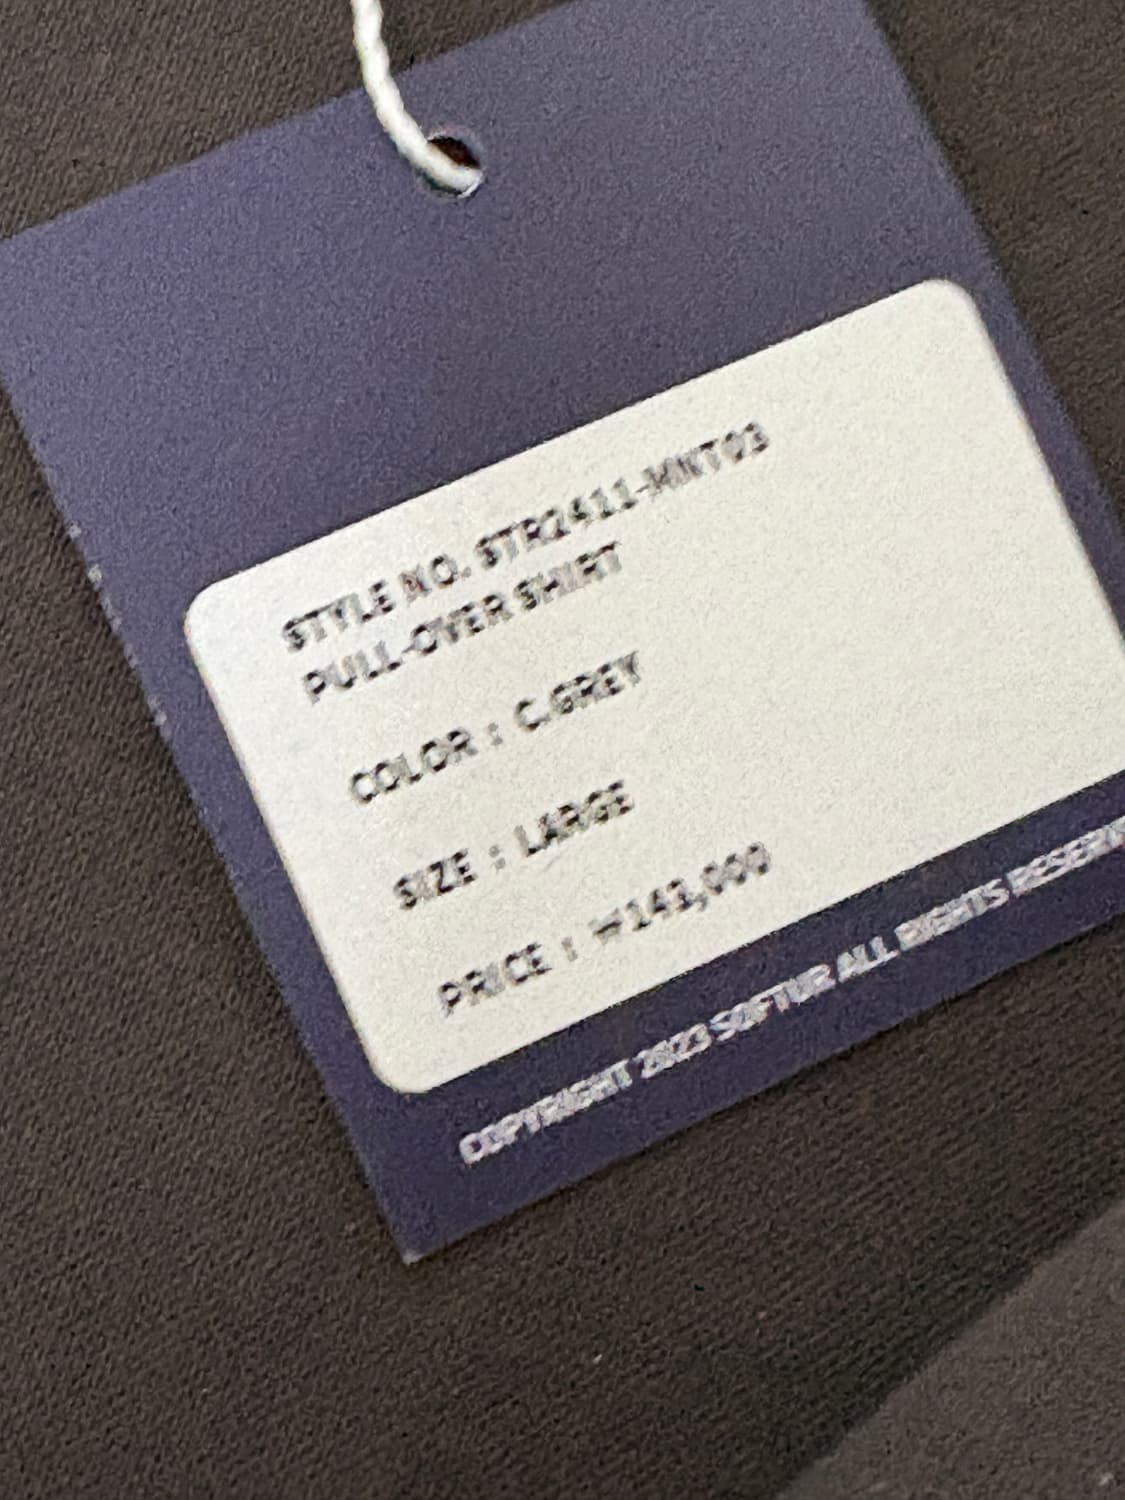 STYLE NO. STR2411-MKT03
PULL-OVER SHIRT
COLOR : C.GREY
SIZE : LARGE
PRICE : ₩143,000
COPYRIGHT 2023 SOFTUR ALL RIGHTS